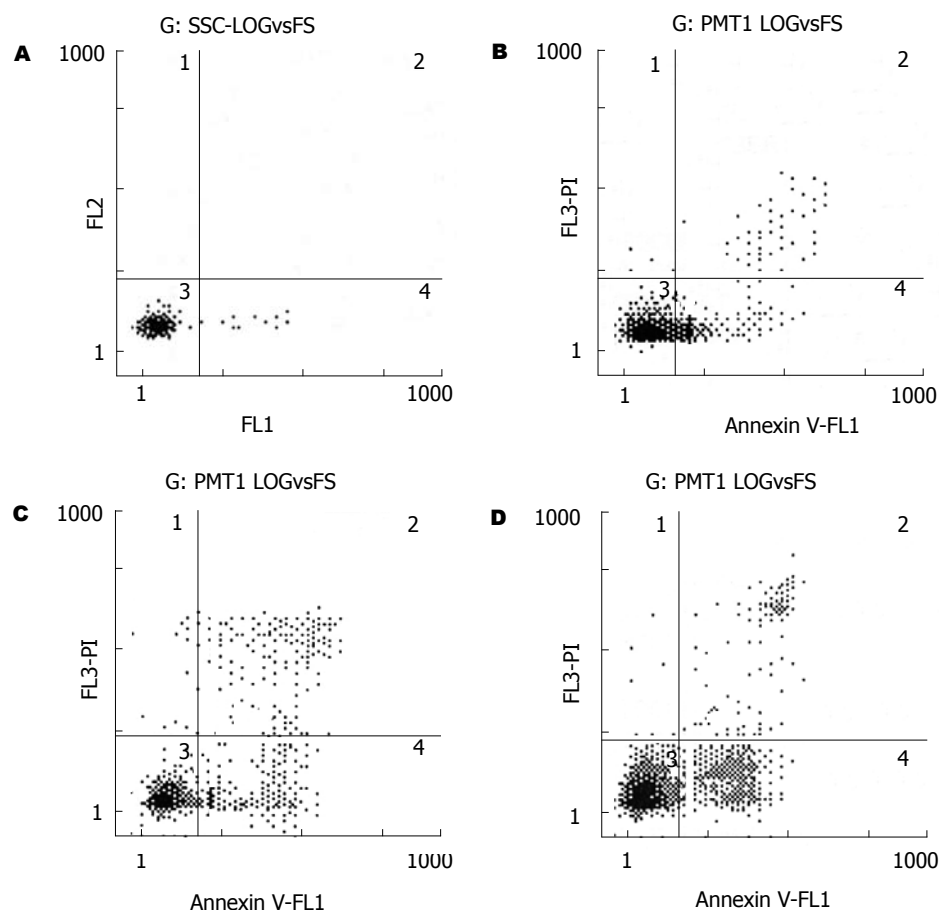 G: SSC-LOGvsFS
A
1000
1
2
FL2
3
4
1
1
1000
FL1
G: PMT1 LOGvsFS
B
1000
1
2
FL3-PI
3
4
1
1
1000
Annexin V-FL1
G: PMT1 LOGvsFS
C
1000
1
2
FL3-PI
3
4
1
1
1000
Annexin V-FL1
G: PMT1 LOGvsFS
D
1000
1
2
FL3-PI
3
4
1
1
1000
Annexin V-FL1